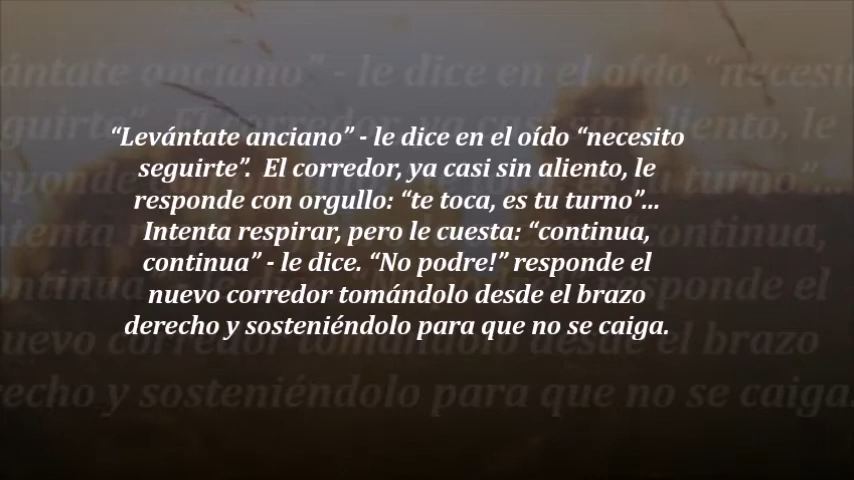 “Levántate anciano” - le dice en el oído “necesito
seguirte”.  El corredor, ya casi sin aliento, le
responde con orgullo: “te toca, es tu turno”...
Intenta respirar, pero le cuesta: “continua,
continua” - le dice. “No podre!” responde el
nuevo corredor tomándolo desde el brazo
derecho y sosteniéndolo para que no se caiga.